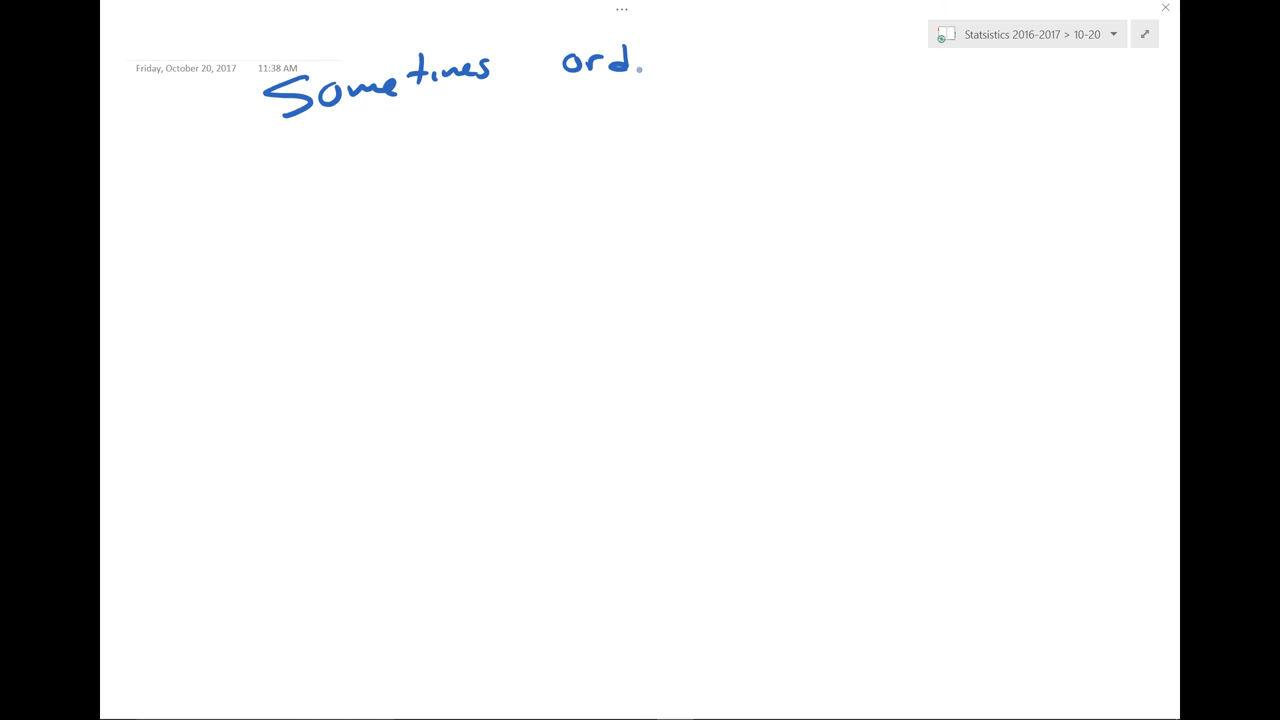 ...
Statsistics 2016-2017 > 10-20
Friday, October 20, 2017 11:38 AM
Sometimes ord